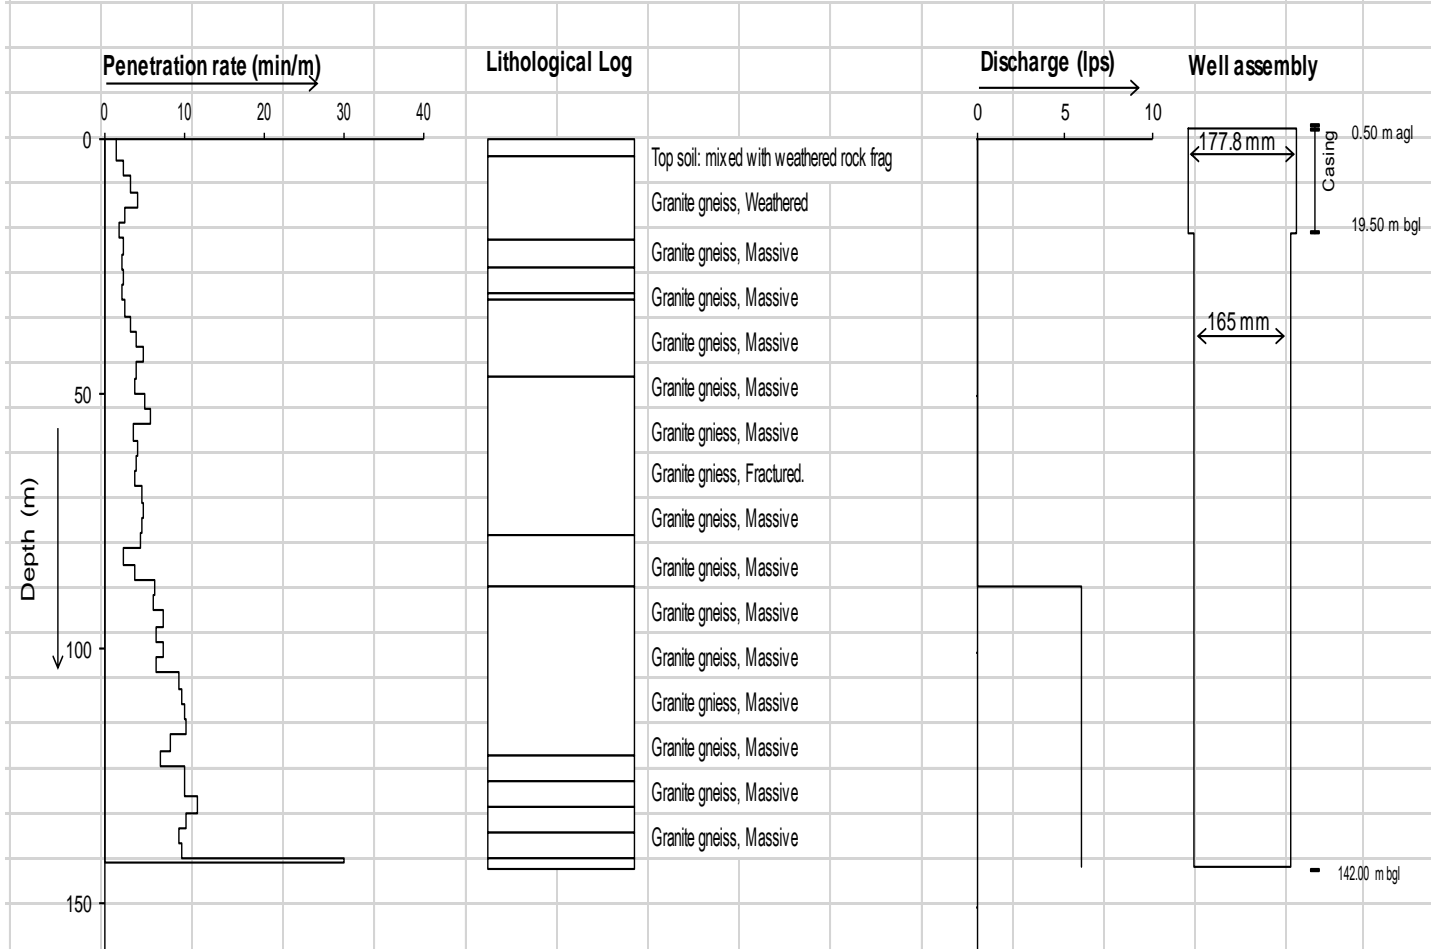 Penetration rate (min/m)
Lithological Log
Discharge (lps)
Well assembly
0 10 20 30 40
0 5 10
0
50
100
150
Depth (m)
Top soil: mixed with weathered rock frag
Granite gneiss, Weathered
Granite gneiss, Massive
Granite gneiss, Massive
Granite gneiss, Massive
Granite gneiss, Massive
Granite gniess, Massive
Granite gniess, Fractured.
Granite gneiss, Massive
Granite gneiss, Massive
Granite gneiss, Massive
Granite gneiss, Massive
Granite gniess, Massive
Granite gneiss, Massive
Granite gneiss, Massive
Granite gneiss, Massive
177.8 mm
Casing
0.50 m agl
19.50 m bgl
165 mm
142.00 m bgl